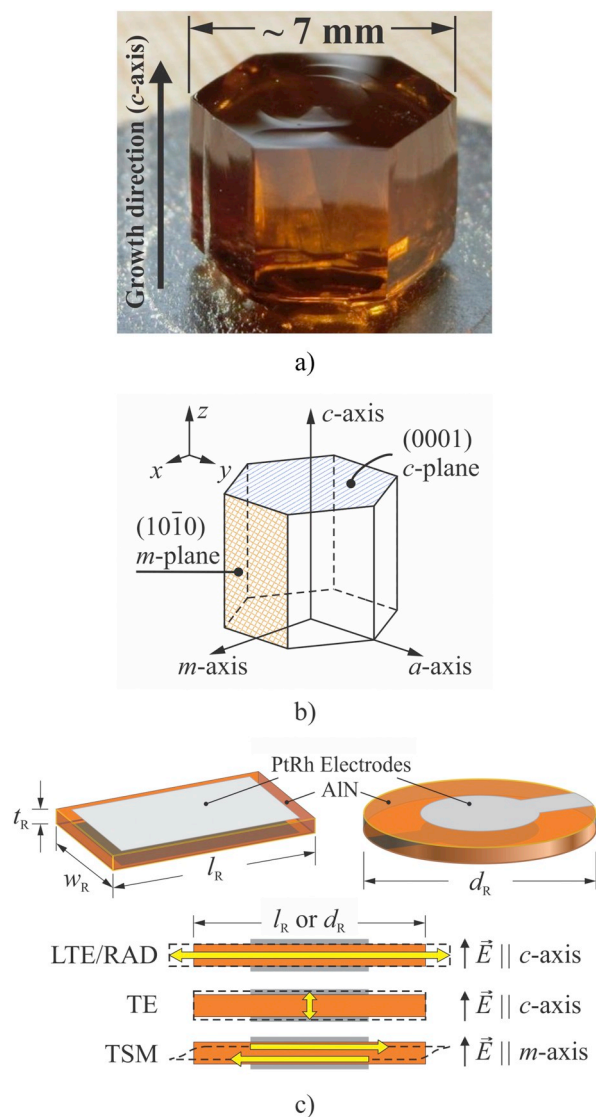 ~ 7 mm
Growth direction (c-axis)
a)
z
x
y
c-axis
(0001)
c-plane
(101̅0)
m-plane
m-axis
a-axis
b)
PtRh Electrodes
AlN
tR
wR
lR
dR
lR or dR
LTE/RAD
E⃗ || c-axis
TE
E⃗ || c-axis
TSM
E⃗ || m-axis
c)